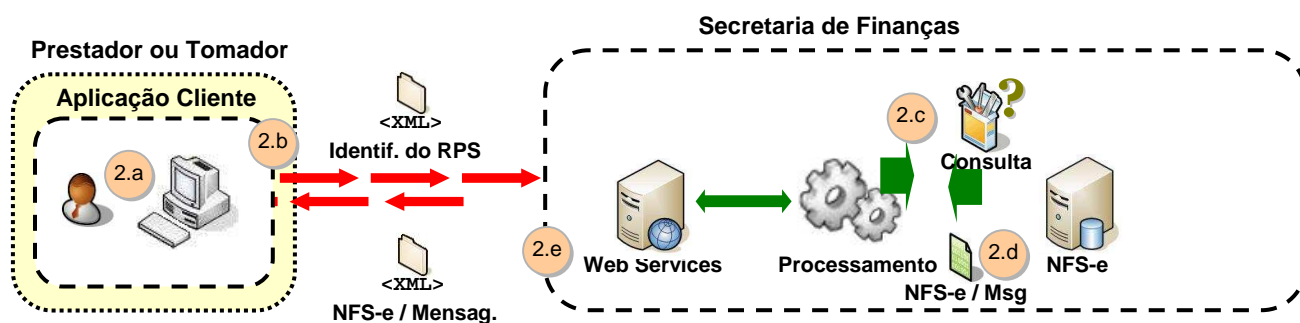 Secretaria de Finanças
Prestador ou Tomador
Aplicação Cliente
2.a
2.b
<XML>
Identif. do RPS
<XML>
NFS-e / Mensag.
2.e
Web Services
Processamento
2.c
Consulta
2.d
NFS-e / Msg
NFS-e